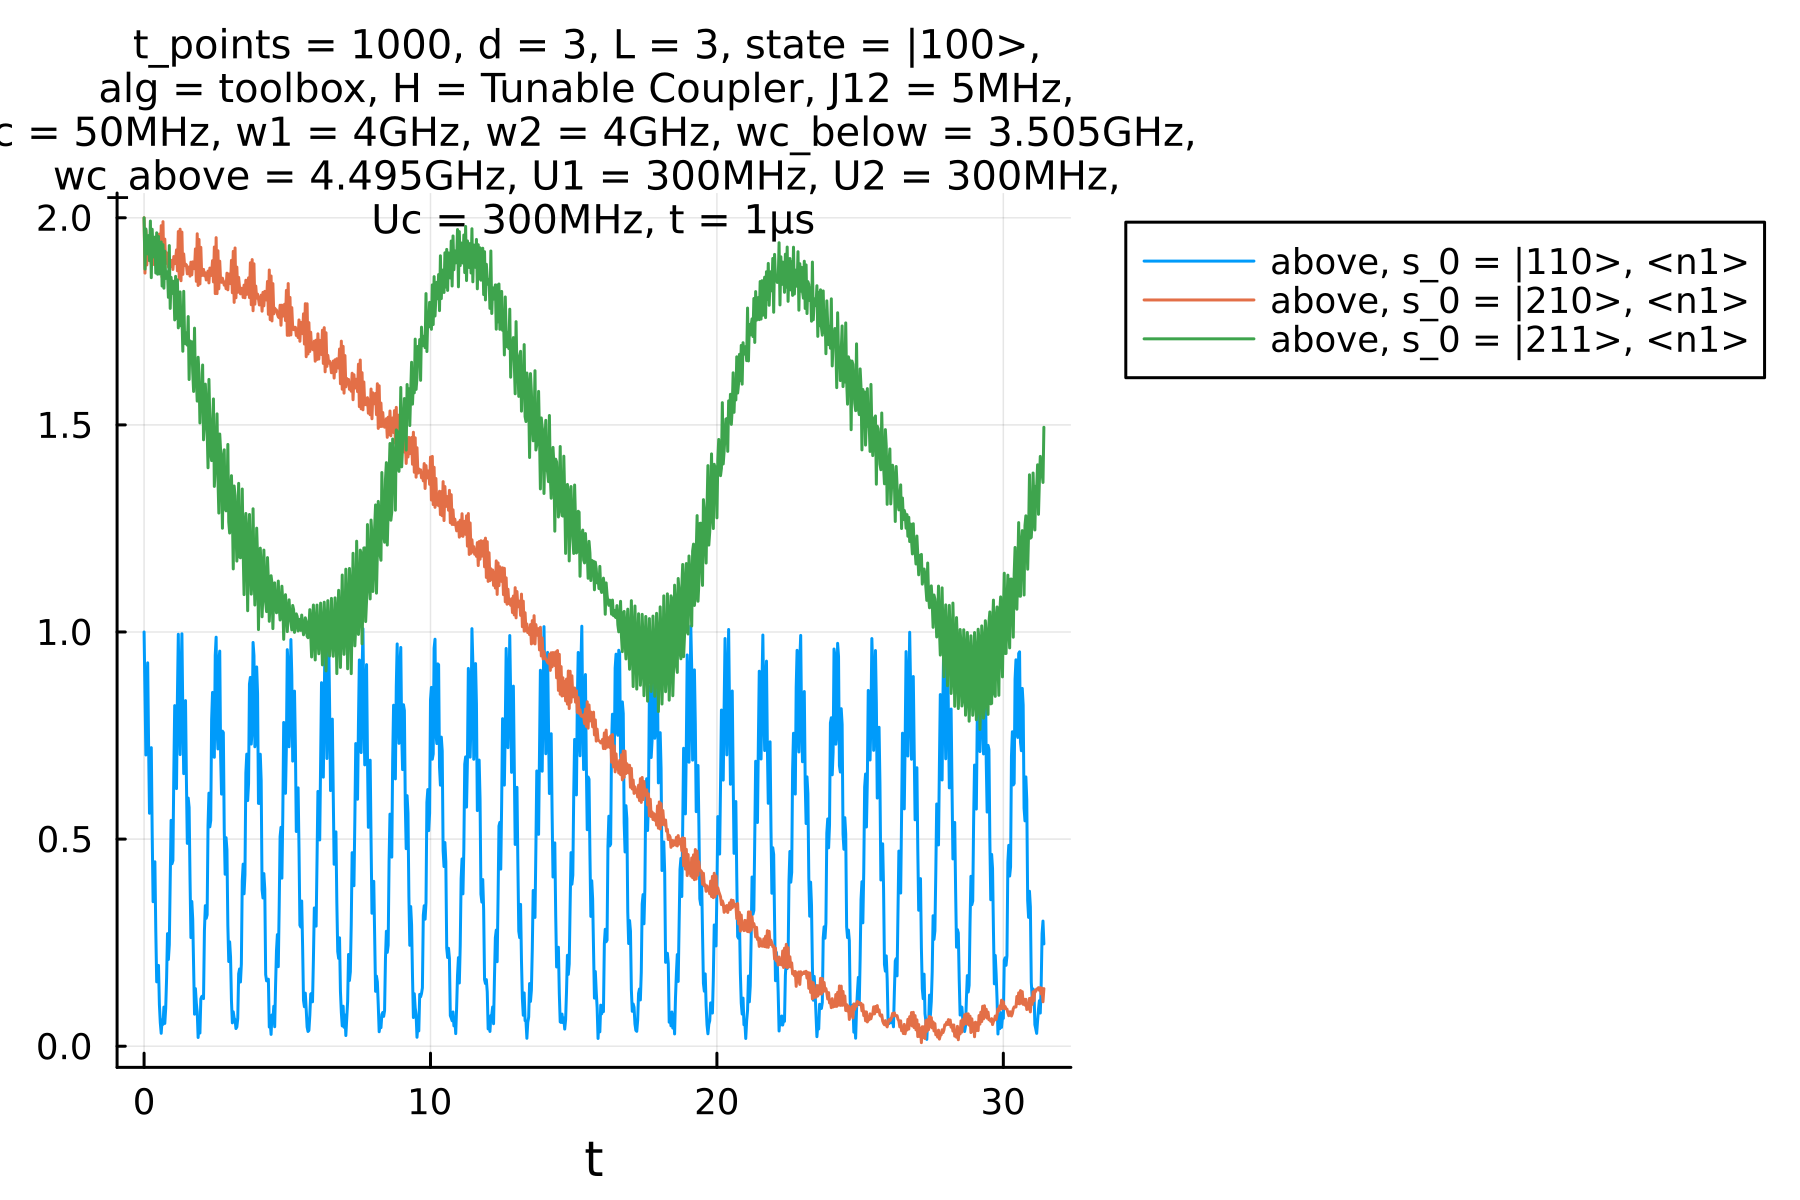 t_points = 1000, d = 3, L = 3, state = |100>,
alg = toolbox, H = Tunable Coupler, J12 = 5MHz,
c = 50MHz, w1 = 4GHz, w2 = 4GHz, wc_below = 3.505GHz,
wc_above = 4.495GHz, U1 = 300MHz, U2 = 300MHz,
Uc = 300MHz, t = 1μs
2.0
1.5
1.0
0.5
0.0
0 10 20 30
t
above, s_0 = |110>, <n1>
above, s_0 = |210>, <n1>
above, s_0 = |211>, <n1>